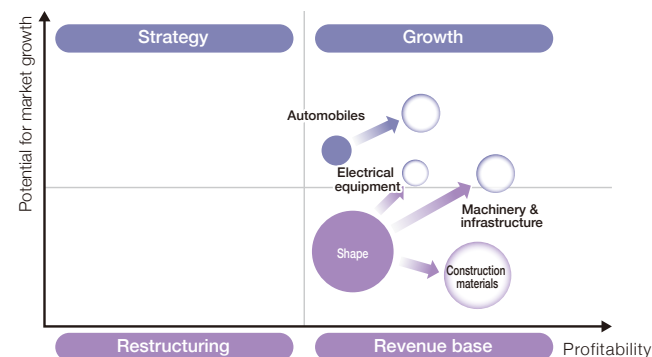 Potential for market growth
Strategy
Growth
Automobiles
Electrical
equipment
Machinery &
infrastructure
Shape
Construction
materials
Restructuring
Revenue base
Profitability